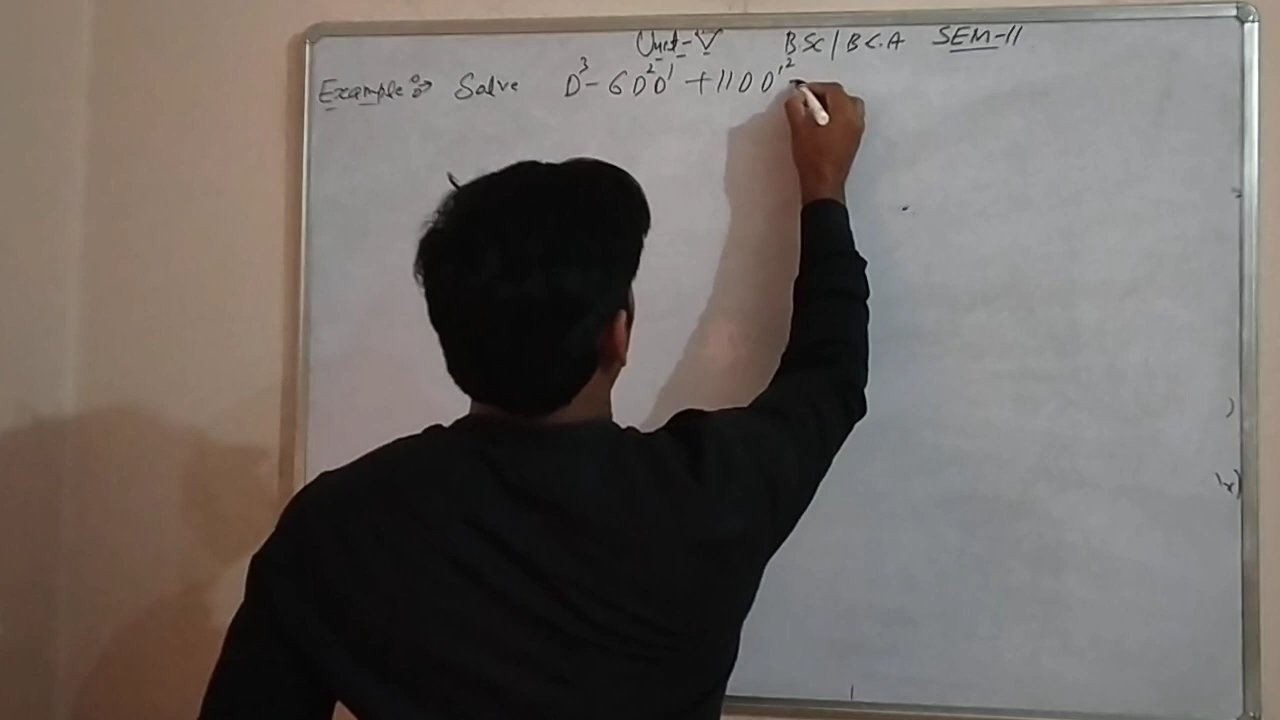 Unit-V BSC/BCA SEM-II
Example:→ Solve D³-6D²D'+11DD'²-